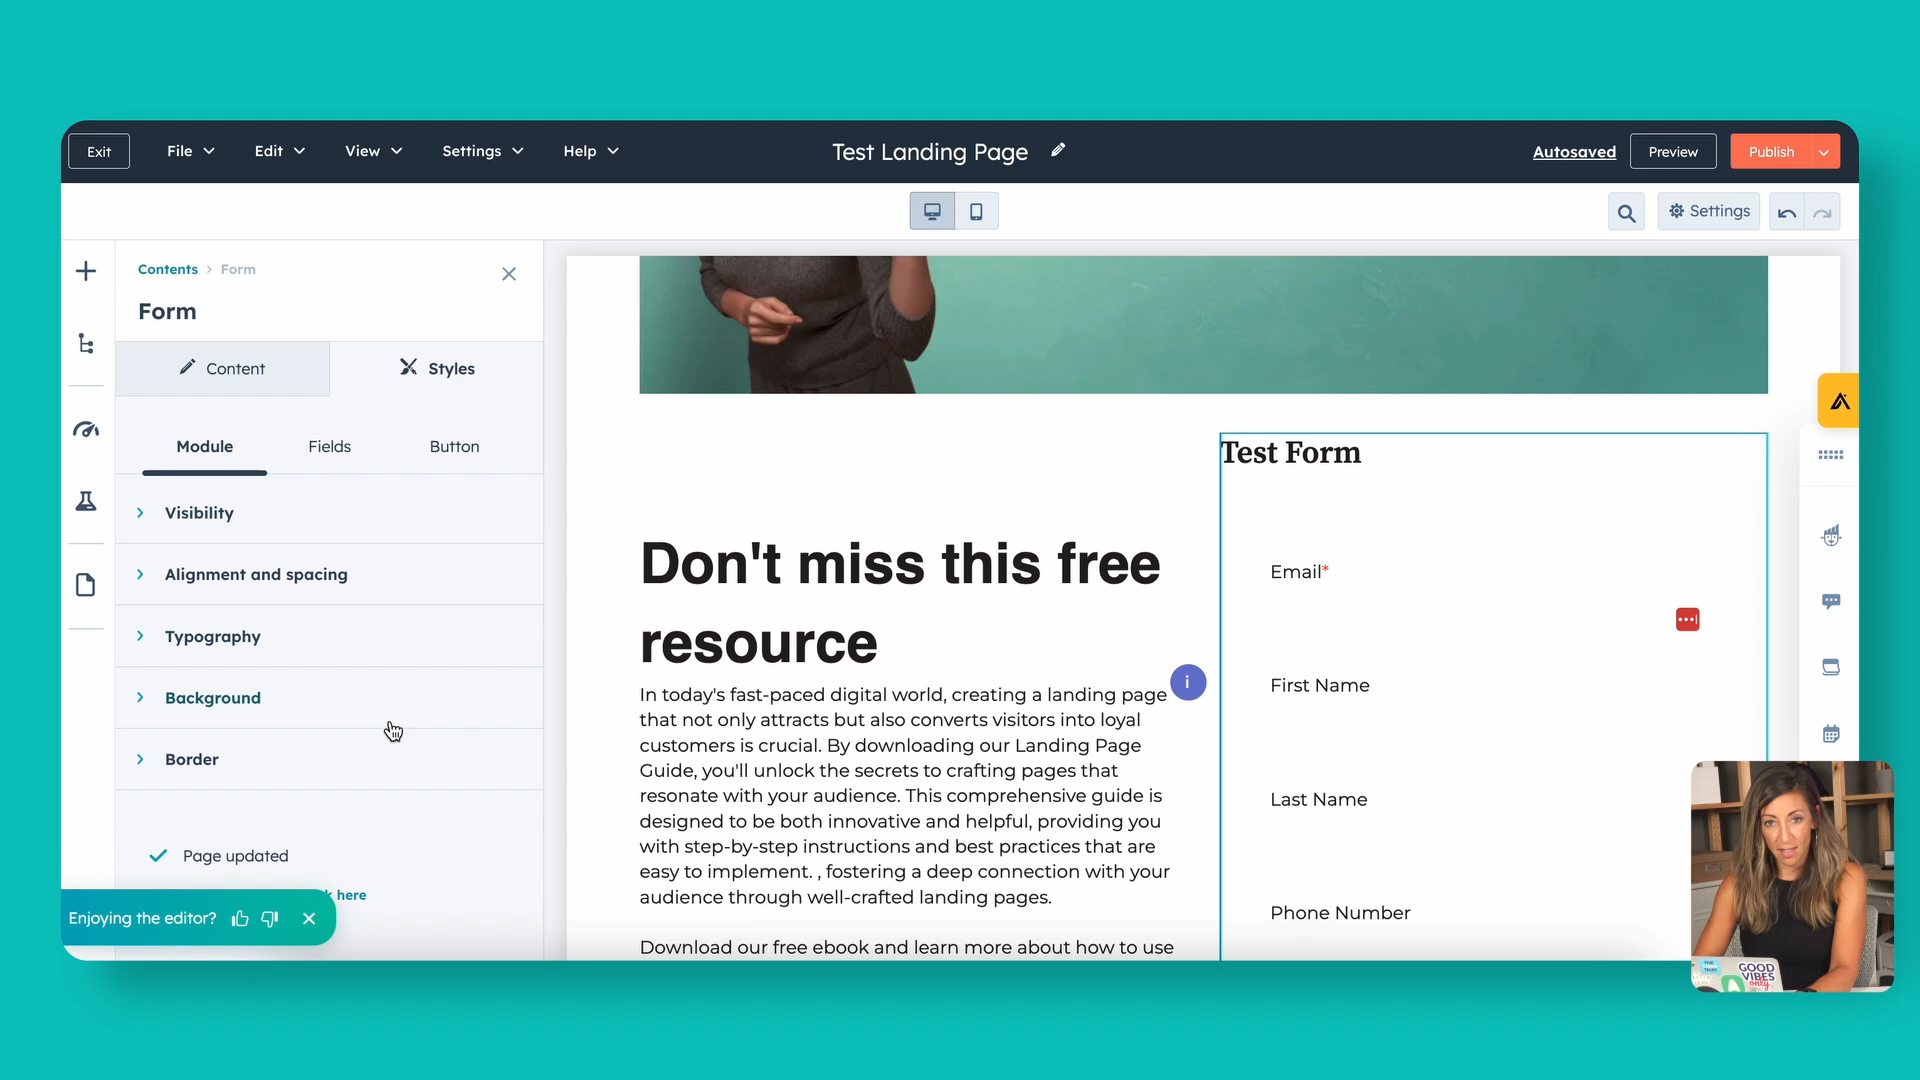 Exit
File
Edit
View
Settings
Help
Test Landing Page
Autosaved
Preview
Publish
Settings
Contents
Form
Form
Content
Styles
Module
Fields
Button
Visibility
Alignment and spacing
Typography
Background
Border
Page updated
k here
Enjoying the editor?
Don't miss this free
resource
In today's fast-paced digital world, creating a landing page
that not only attracts but also converts visitors into loyal
customers is crucial. By downloading our Landing Page
Guide, you'll unlock the secrets to crafting pages that
resonate with your audience. This comprehensive guide is
designed to be both innovative and helpful, providing you
with step-by-step instructions and best practices that are
easy to implement. , fostering a deep connection with your
audience through well-crafted landing pages.
Download our free ebook and learn more about how to use
i
Test Form
Email*
First Name
Last Name
Phone Number
GOOD
VIBES
only